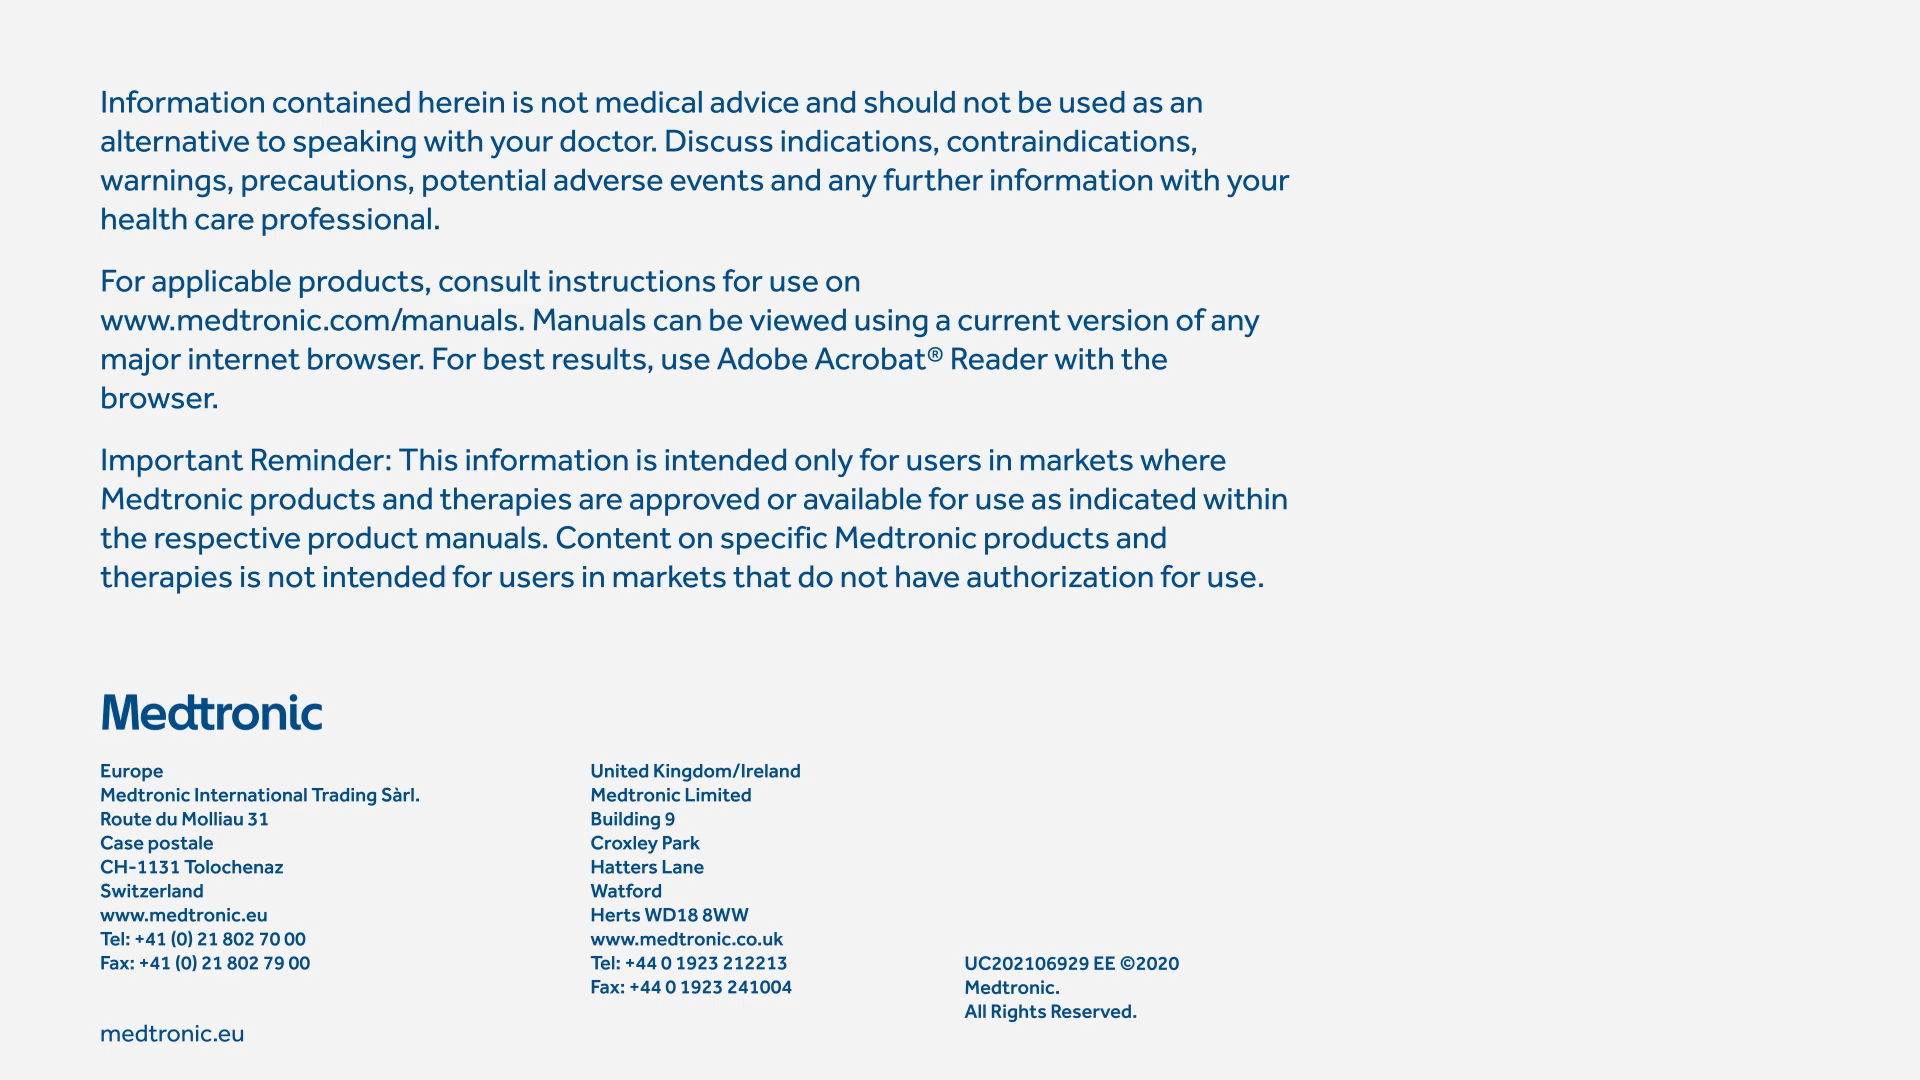 Information contained herein is not medical advice and should not be used as an
alternative to speaking with your doctor. Discuss indications, contraindications,
warnings, precautions, potential adverse events and any further information with your
health care professional.
For applicable products, consult instructions for use on
www.medtronic.com/manuals. Manuals can be viewed using a current version of any
major internet browser. For best results, use Adobe Acrobat® Reader with the
browser.
Important Reminder: This information is intended only for users in markets where
Medtronic products and therapies are approved or available for use as indicated within
the respective product manuals. Content on specific Medtronic products and
therapies is not intended for users in markets that do not have authorization for use.
Medtronic
Europe
Medtronic International Trading Sàrl.
Route du Molliau 31
Case postale
CH-1131 Tolochenaz
Switzerland
www.medtronic.eu
Tel: +41 (0) 21 802 70 00
Fax: +41 (0) 21 802 79 00
United Kingdom/Ireland
Medtronic Limited
Building 9
Croxley Park
Hatters Lane
Watford
Herts WD18 8WW
www.medtronic.co.uk
Tel: +44 0 1923 212213
Fax: +44 0 1923 241004
UC202106929 EE ©2020
Medtronic.
All Rights Reserved.
medtronic.eu